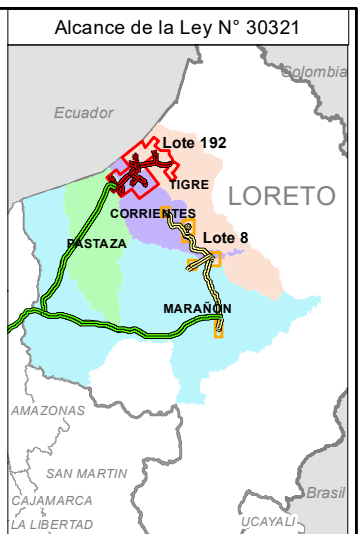 Alcance de la Ley N° 30321
Colombia
Ecuador
Lote 192
TIGRE
LORETO
CORRIENTES
Lote 8
PASTAZA
MARAÑON
AMAZONAS
SAN MARTIN
Brasil
CAJAMARCA
LA LIBERTAD
UCAYALI